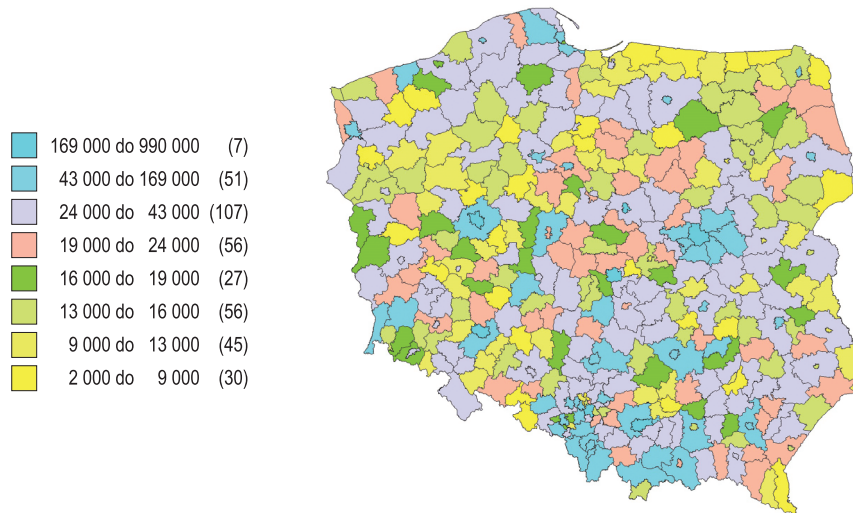 169 000 do 990 000 (7)
43 000 do 169 000 (51)
24 000 do 43 000 (107)
19 000 do 24 000 (56)
16 000 do 19 000 (27)
13 000 do 16 000 (56)
9 000 do 13 000 (45)
2 000 do 9 000 (30)